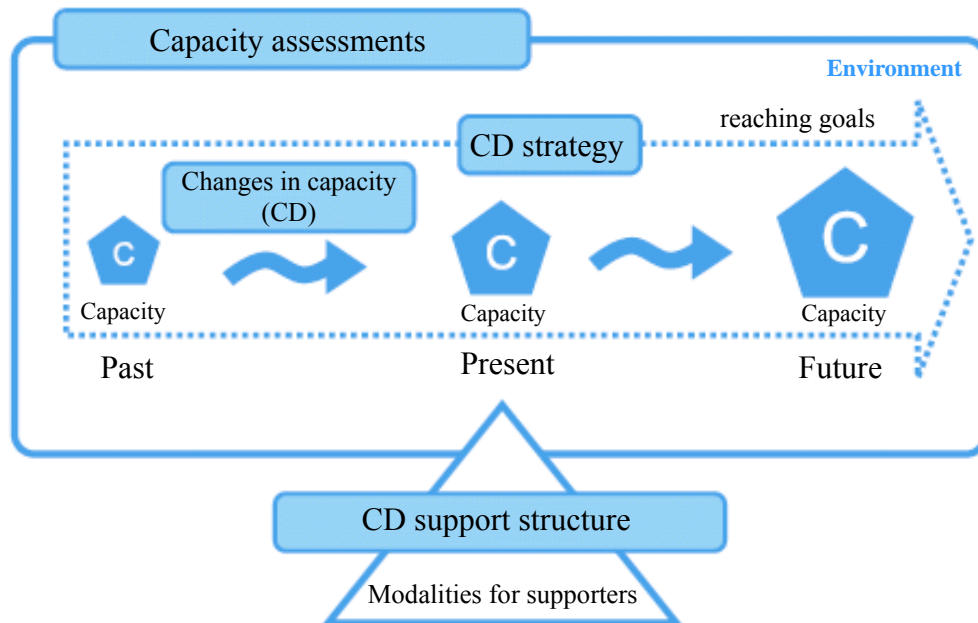 Capacity assessments
Environment
reaching goals
CD strategy
Changes in capacity
(CD)
C
C
C
Capacity
Capacity
Capacity
Past
Present
Future
CD support structure
Modalities for supporters